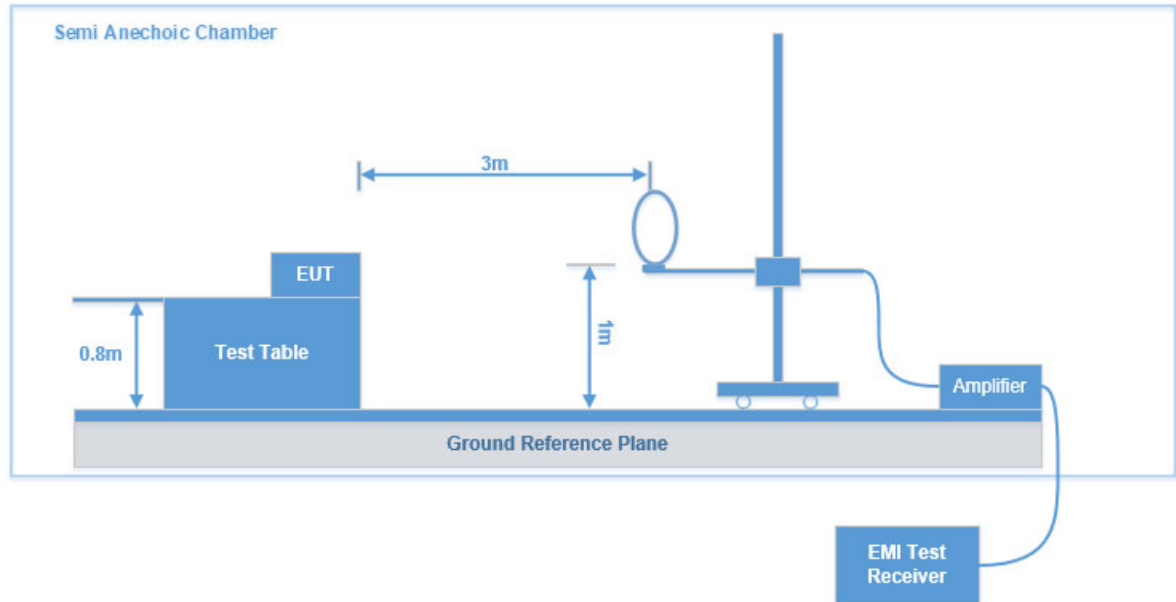 Semi Anechoic Chamber
3m
EUT
1m
0.8m
Test Table
Amplifier
Ground Reference Plane
EMI Test
Receiver